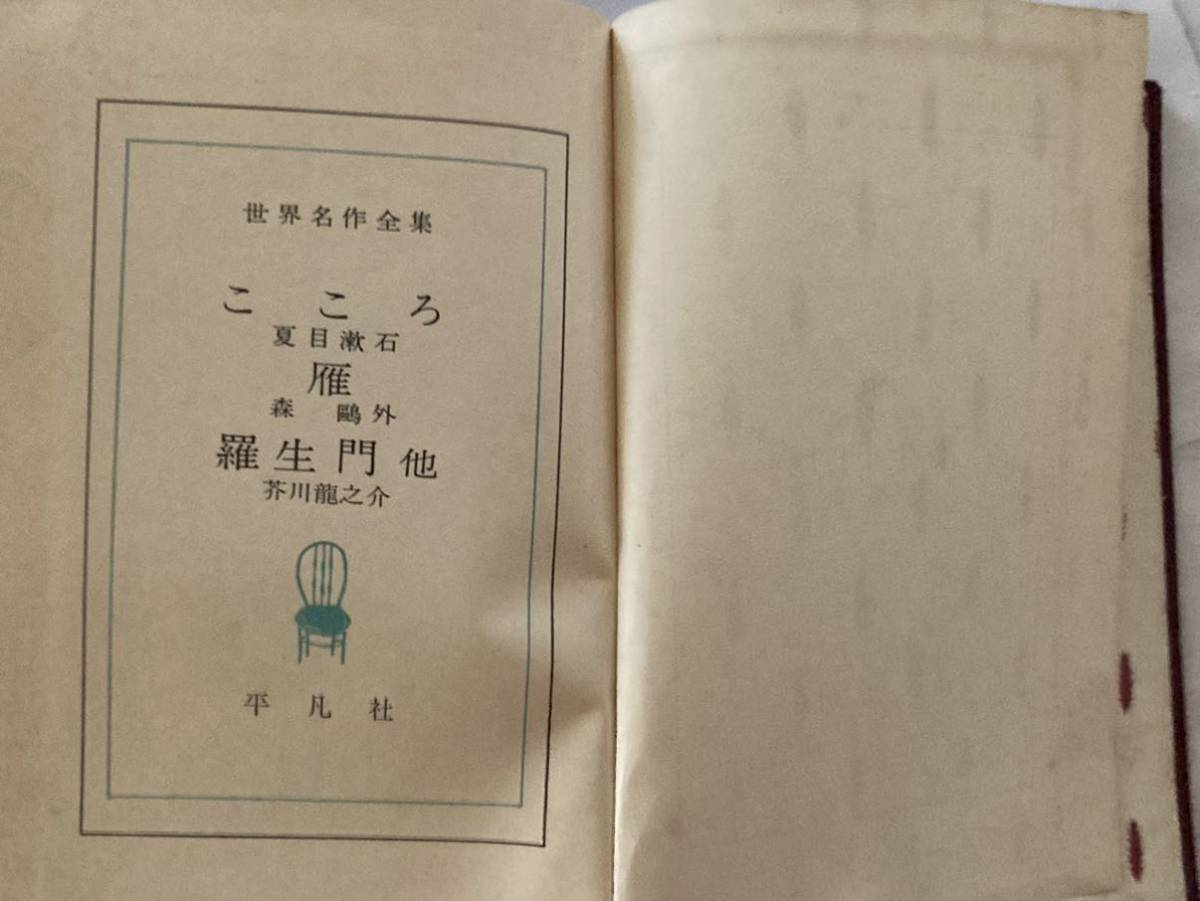 世界名作全集
こころ
夏目漱石
雁
森鷗外
羅生門他
芥川龍之介
平凡社